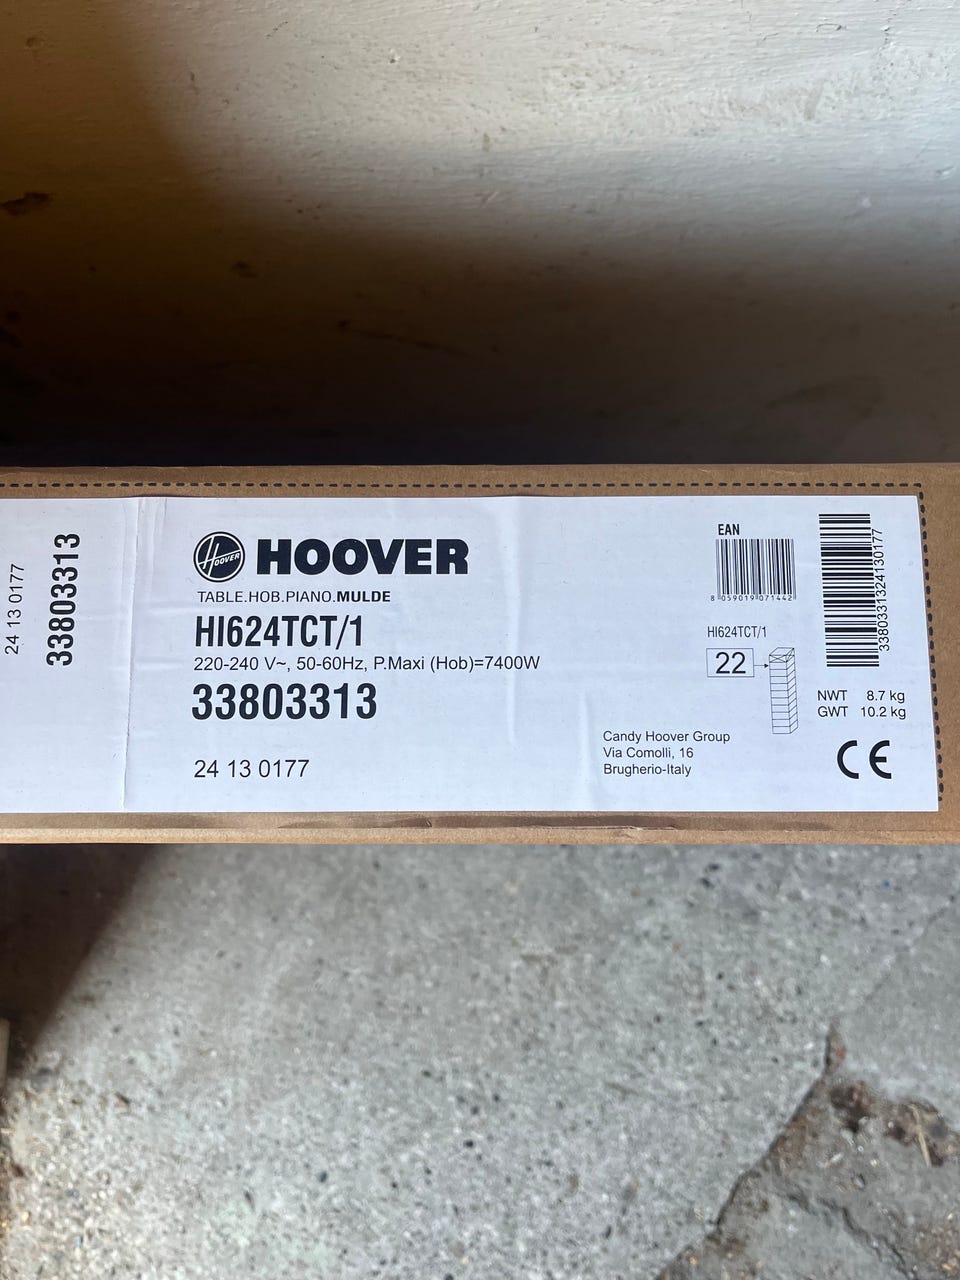 24 13 0177
33803313
HOOVER
HOOVER
TABLE.HOB.PIANO.MULDE
HI624TCT/1
220-240 V~, 50-60Hz, P.Maxi (Hob)=7400W
33803313
24 13 0177
EAN
8 059019 071442
HI624TCT/1
22
Candy Hoover Group
Via Comolli, 16
Brugherio-Italy
3380331324130177
NWT 8.7 kg
GWT 10.2 kg
CE